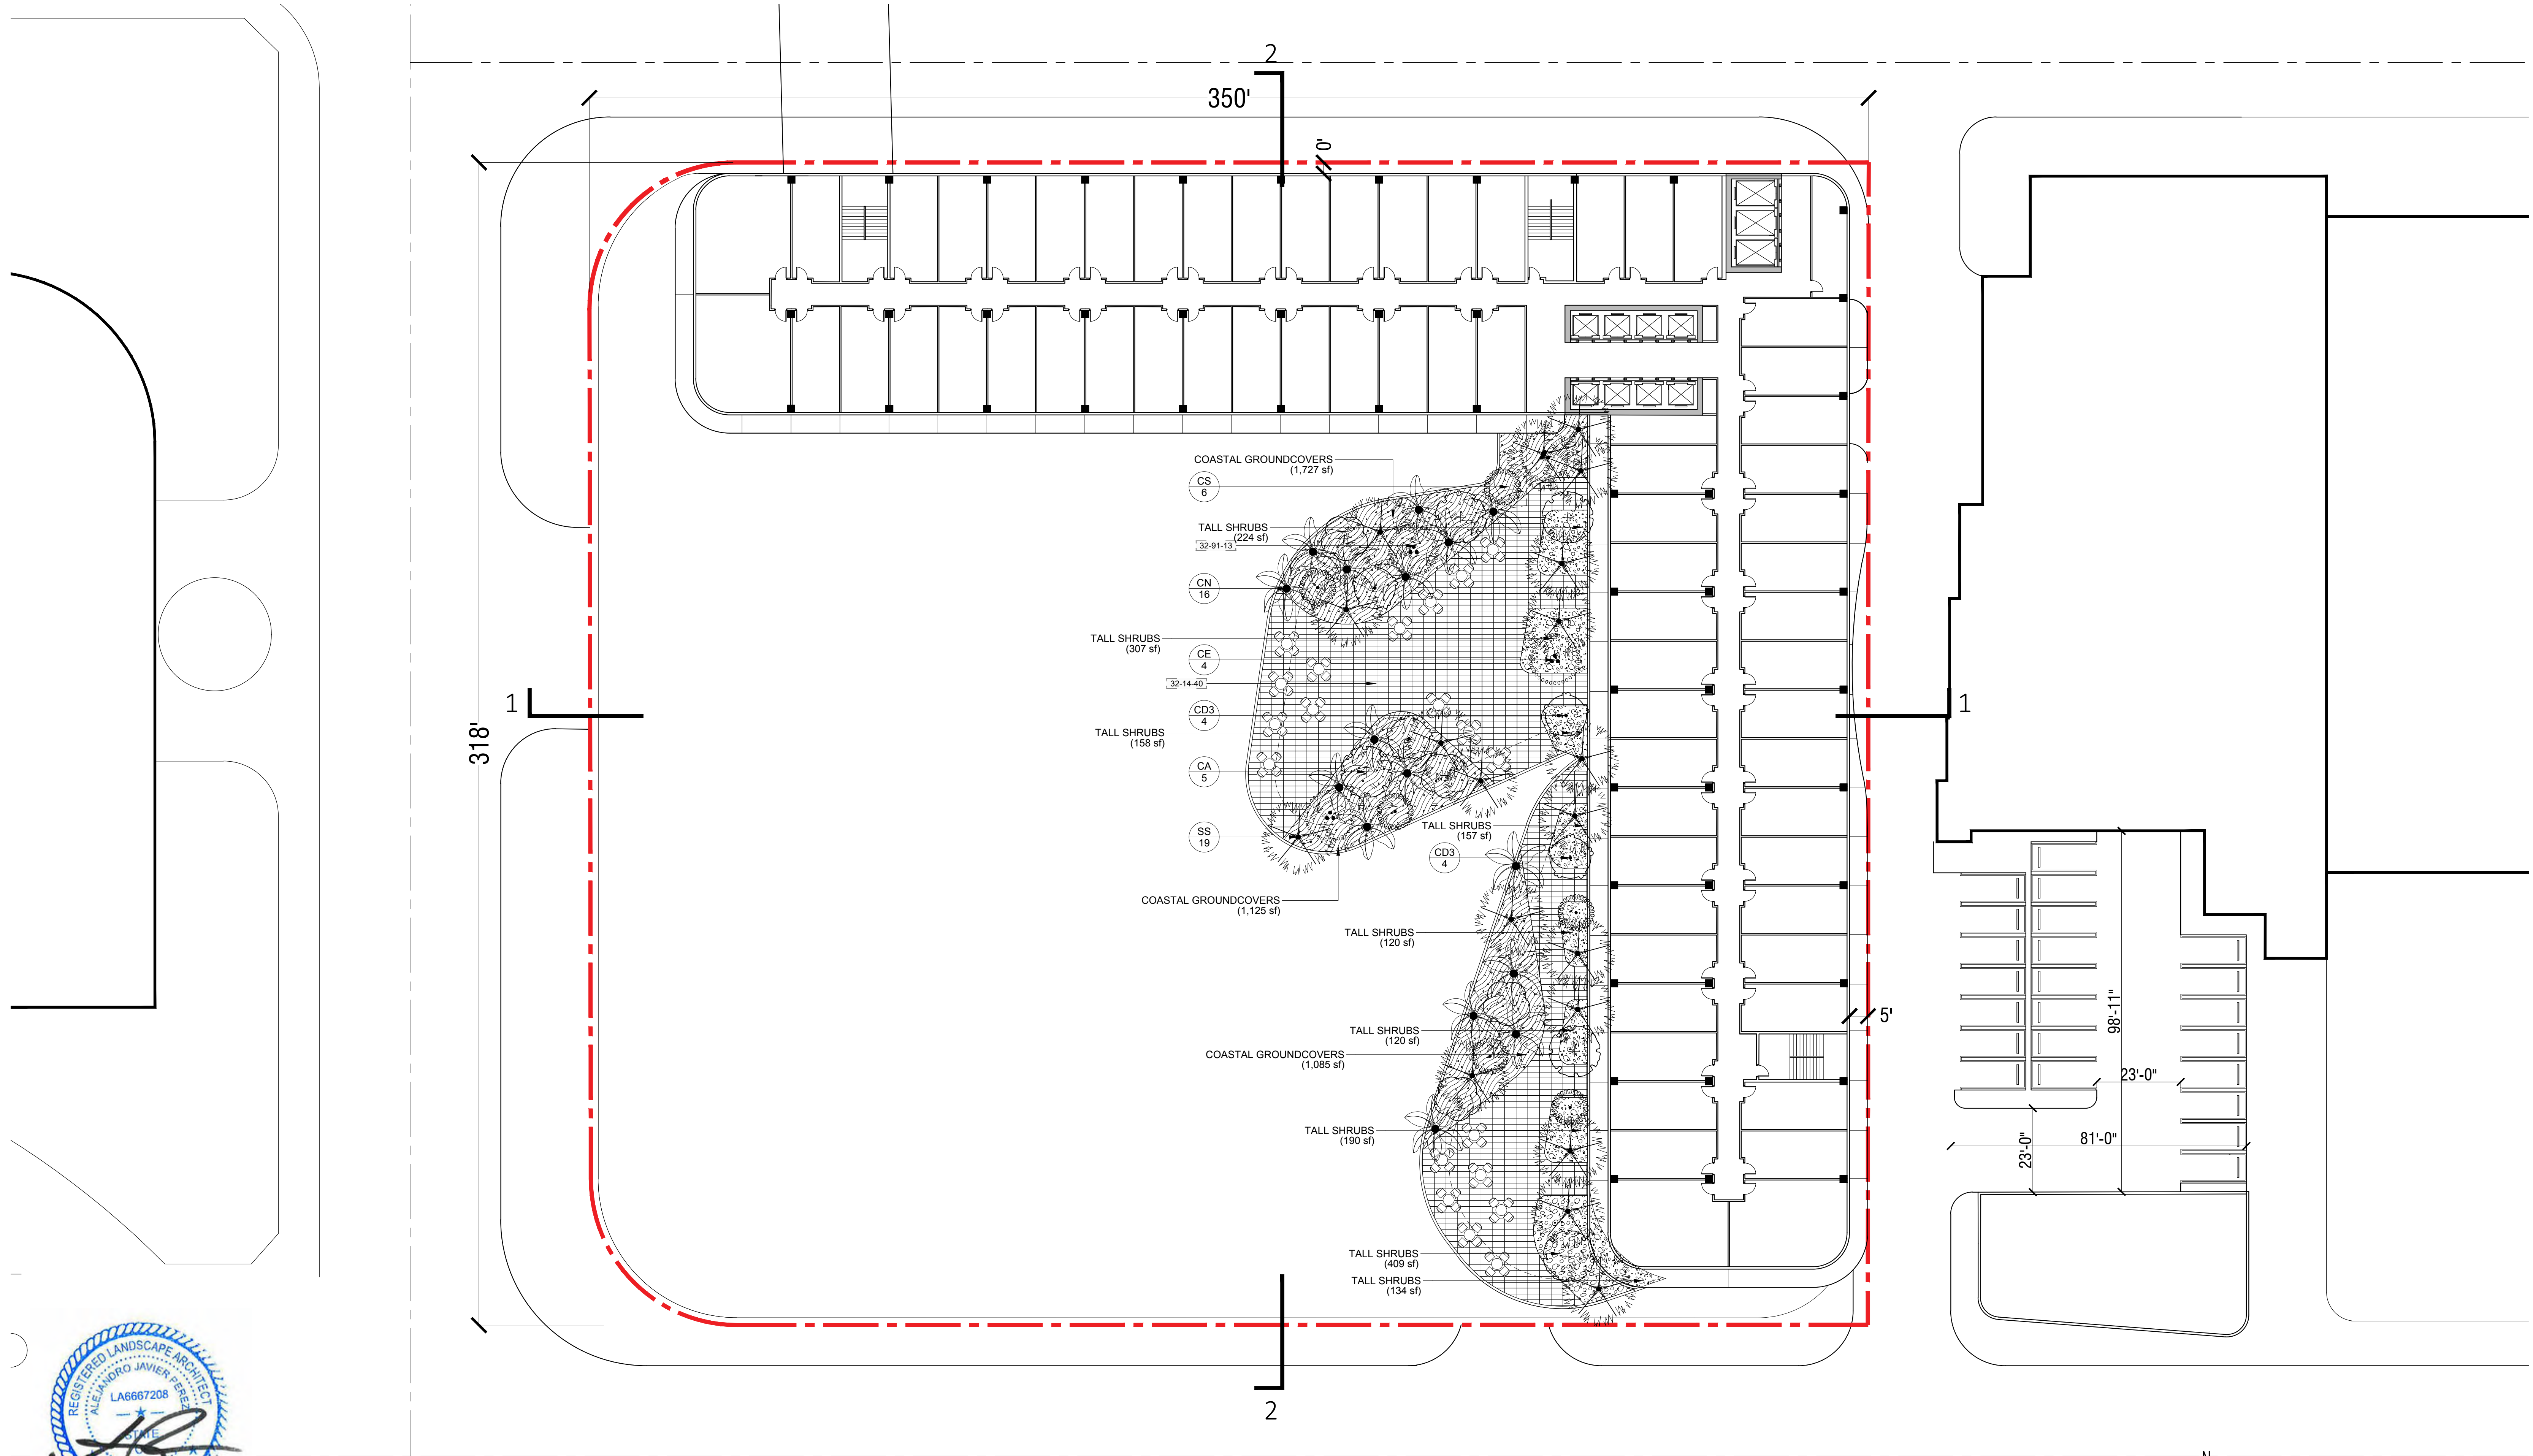 2
350'
0'
COASTAL GROUNDCOVERS
(1,727 sf)
CS
6
TALL SHRUBS
(224 sf)
32-91-13
CN
16
TALL SHRUBS
(307 sf)
CE
4
32-14-40
CD3
4
TALL SHRUBS
(158 sf)
CA
5
SS
19
1
1
318'
TALL SHRUBS
(157 sf)
CD3
4
COASTAL GROUNDCOVERS
(1,125 sf)
TALL SHRUBS
(120 sf)
TALL SHRUBS
(120 sf)
COASTAL GROUNDCOVERS
(1,085 sf)
TALL SHRUBS
(190 sf)
TALL SHRUBS
(409 sf)
TALL SHRUBS
(134 sf)
5'
98'-11"
23'-0"
23'-0"
81'-0"
2
REGISTERED LANDSCAPE ARCHITECT
ALEJANDRO JAVIER PEREZ
LA6667208
STATE
N